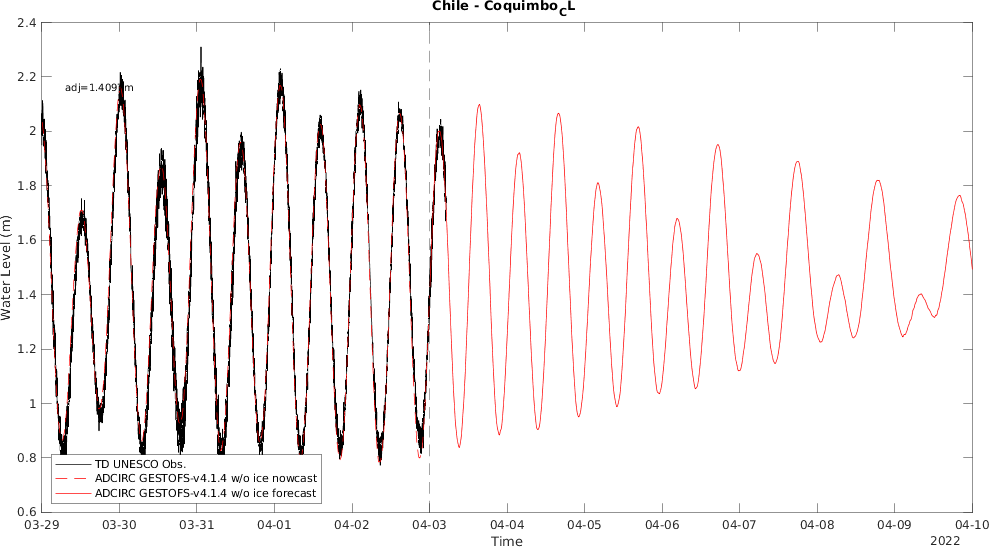 Chile - Coquimbo_CL
2.4
2.2
2
1.8
1.6
1.4
1.2
1
0.8
0.6
Water Level (m)
TD UNESCO Obs.
ADCIRC GESTOFS-v4.1.4 w/o ice nowcast
ADCIRC GESTOFS-v4.1.4 w/o ice forecast
03-29 03-30 03-31 04-01 04-02 04-03 04-04 04-05 04-06 04-07 04-08 04-09 04-10
Time
2022